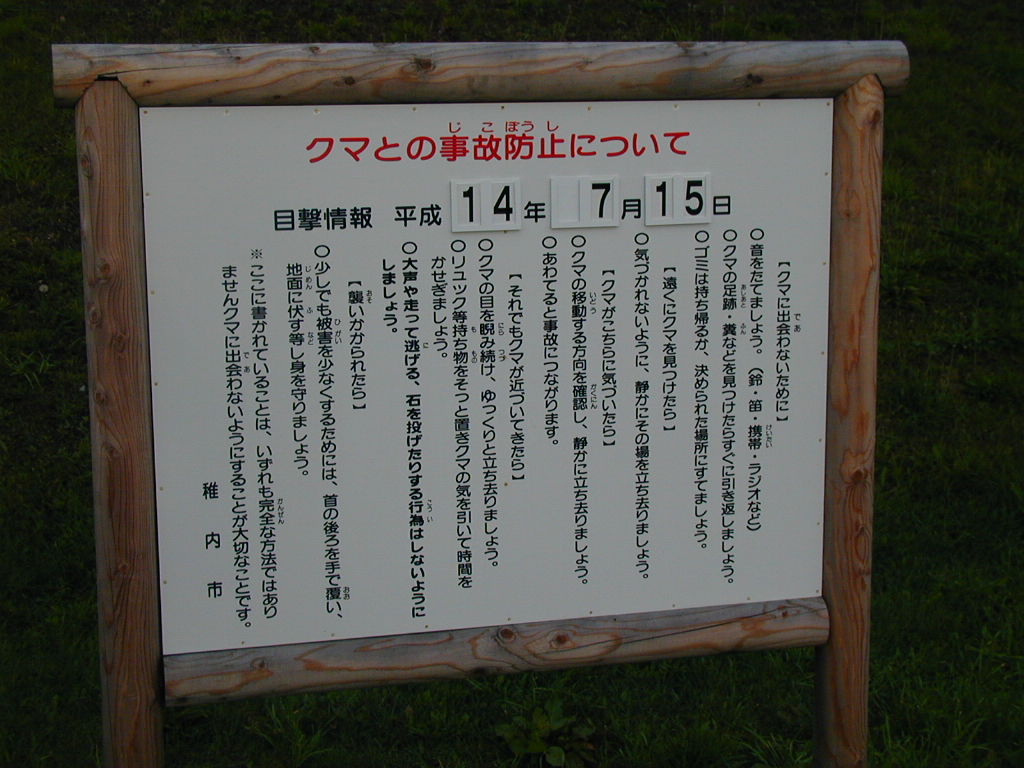 クマとの事故防止について
目撃情報 平成 14年 7月 15日
【クマに出会わないために】
○音をたてましょう。(鈴・笛・携帯・ラジオなど)
○クマの足跡・糞などを見つけたらすぐに引き返しましょう。
○ゴミは持ち帰るか、決められた場所にすてましょう。
【遠くにクマを見つけたら】
○気づかれないように、静かにその場を立ち去りましょう。
【クマがこちらに気づいたら】
○クマの移動する方向を確認し、静かに立ち去りましょう。
○あわてると事故につながります。
【それでもクマが近づいてきたら】
○クマの目を睨み続け、ゆっくりと立ち去りましょう。
○リュック等持ち物をそっと置きクマの気を引いて時間を
かせぎましょう。
○大声や走って逃げる、石を投げたりする行為はしないように
しましょう。
【襲いかかられたら】
○少しでも被害を少なくするためには、首の後ろを手で覆い、
地面に伏す等し身を守りましょう。
※ここに書かれていることは、いずれも完全な方法ではあり
ませんクマに出会わないようにすることが大切なことです。
稚内市